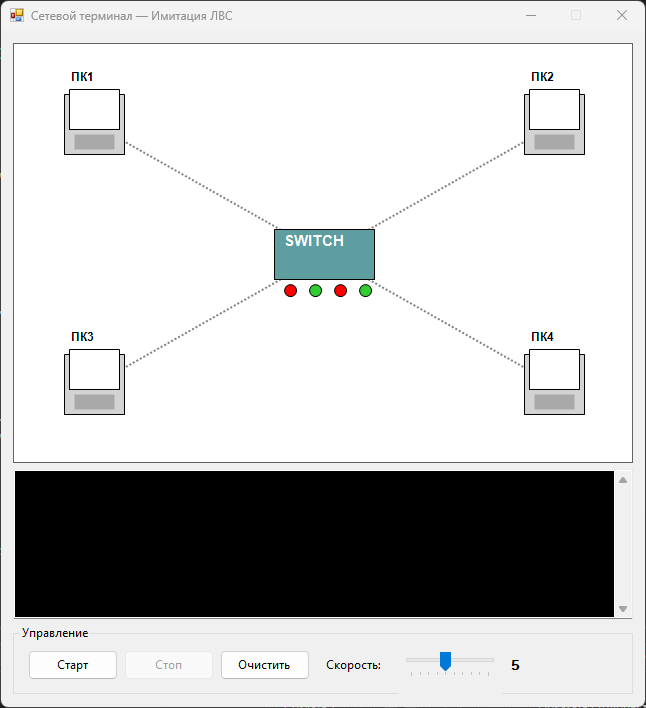 Сетевой терминал — Имитация ЛВС
ПК1
ПК2
SWITCH
ПК3
ПК4
Управление
Старт
Стоп
Очистить
Скорость:
5